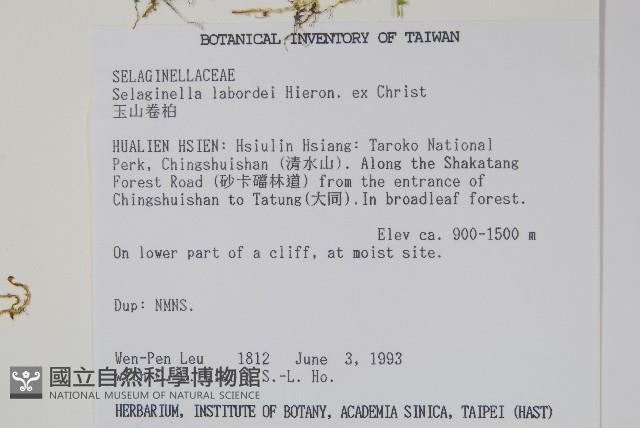 BOTANICAL INVENTORY OF TAIWAN
SELAGINELLACEAE
Selaginella labordei Hieron. ex Christ
玉山卷柏
HUALIEN HSIEN: Hsiulin Hsiang: Taroko National
Perk, Chingshuishan (清水山). Along the Shakatang
Forest Road (砂卡礑林道) from the entrance of
Chingshuishan to Tatung(大同).In broadleaf forest.
Elev ca. 900-1500 m
On lower part of a cliff, at moist site.
Dup: NMNS.
Wen-Pen Leu 1812 June 3, 1993
S.-L. Ho.
國立自然科學博物館
NATIONAL MUSEUM OF NATURAL SCIENCE
HERBARIUM, INSTITUTE OF BOTANY, ACADEMIA SINICA, TAIPEI (HAST)